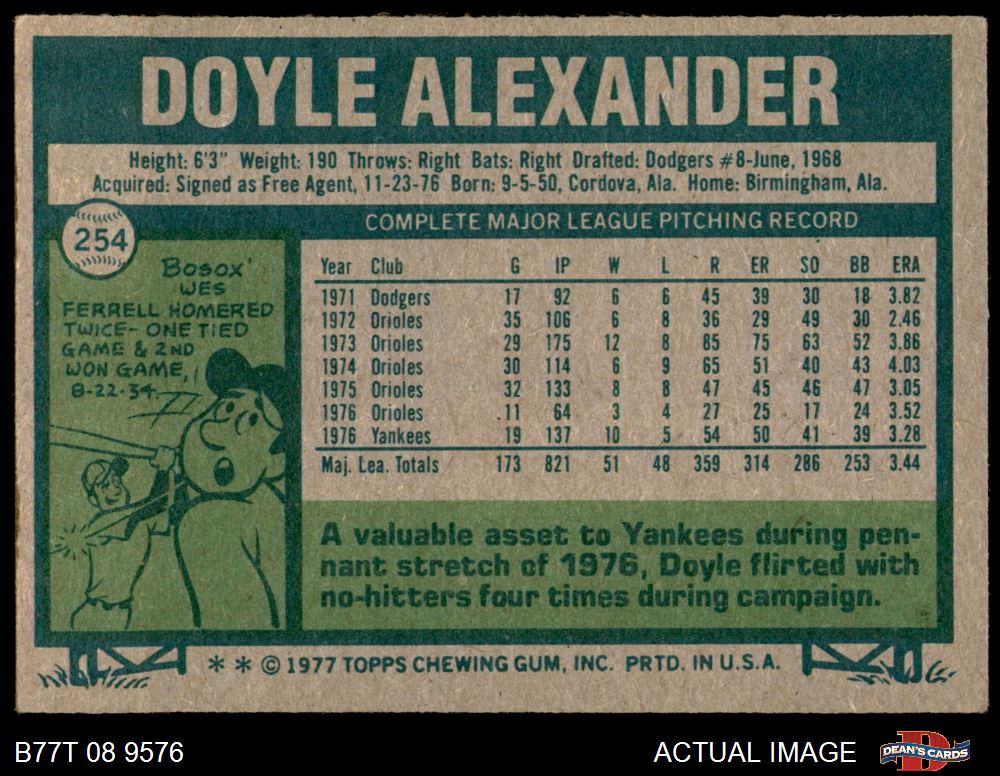 DOYLE ALEXANDER
Height: 6'3" Weight: 190 Throws: Right Bats: Right Drafted: Dodgers #8-June, 1968
Acquired: Signed as Free Agent, 11-23-76 Born: 9-5-50, Cordova, Ala. Home: Birmingham, Ala.
COMPLETE MAJOR LEAGUE PITCHING RECORD
254
BOSOX'
WES
FERRELL HOMERED
TWICE- ONE TIED
GAME & 2ND
WON GAME,
8-22-34
Year Club G IP W L R ER SO BB ERA
1971 Dodgers 17 92 6 6 45 39 30 18 3.82
1972 Orioles 35 106 6 8 36 29 49 30 2.46
1973 Orioles 29 175 12 8 85 75 63 52 3.86
1974 Orioles 30 114 6 9 65 51 40 43 4.03
1975 Orioles 32 133 8 8 47 45 46 47 3.05
1976 Orioles 11 64 3 4 27 25 17 24 3.52
1976 Yankees 19 137 10 5 54 50 41 39 3.28
Maj. Lea. Totals 173 821 51 48 359 314 286 253 3.44
A valuable asset to Yankees during pen-
nant stretch of 1976, Doyle flirted with
no-hitters four times during campaign.
* * © 1977 TOPPS CHEWING GUM, INC. PRTD. IN U.S.A.
B77T 08 9576
ACTUAL IMAGE
DEAN'S CARDS